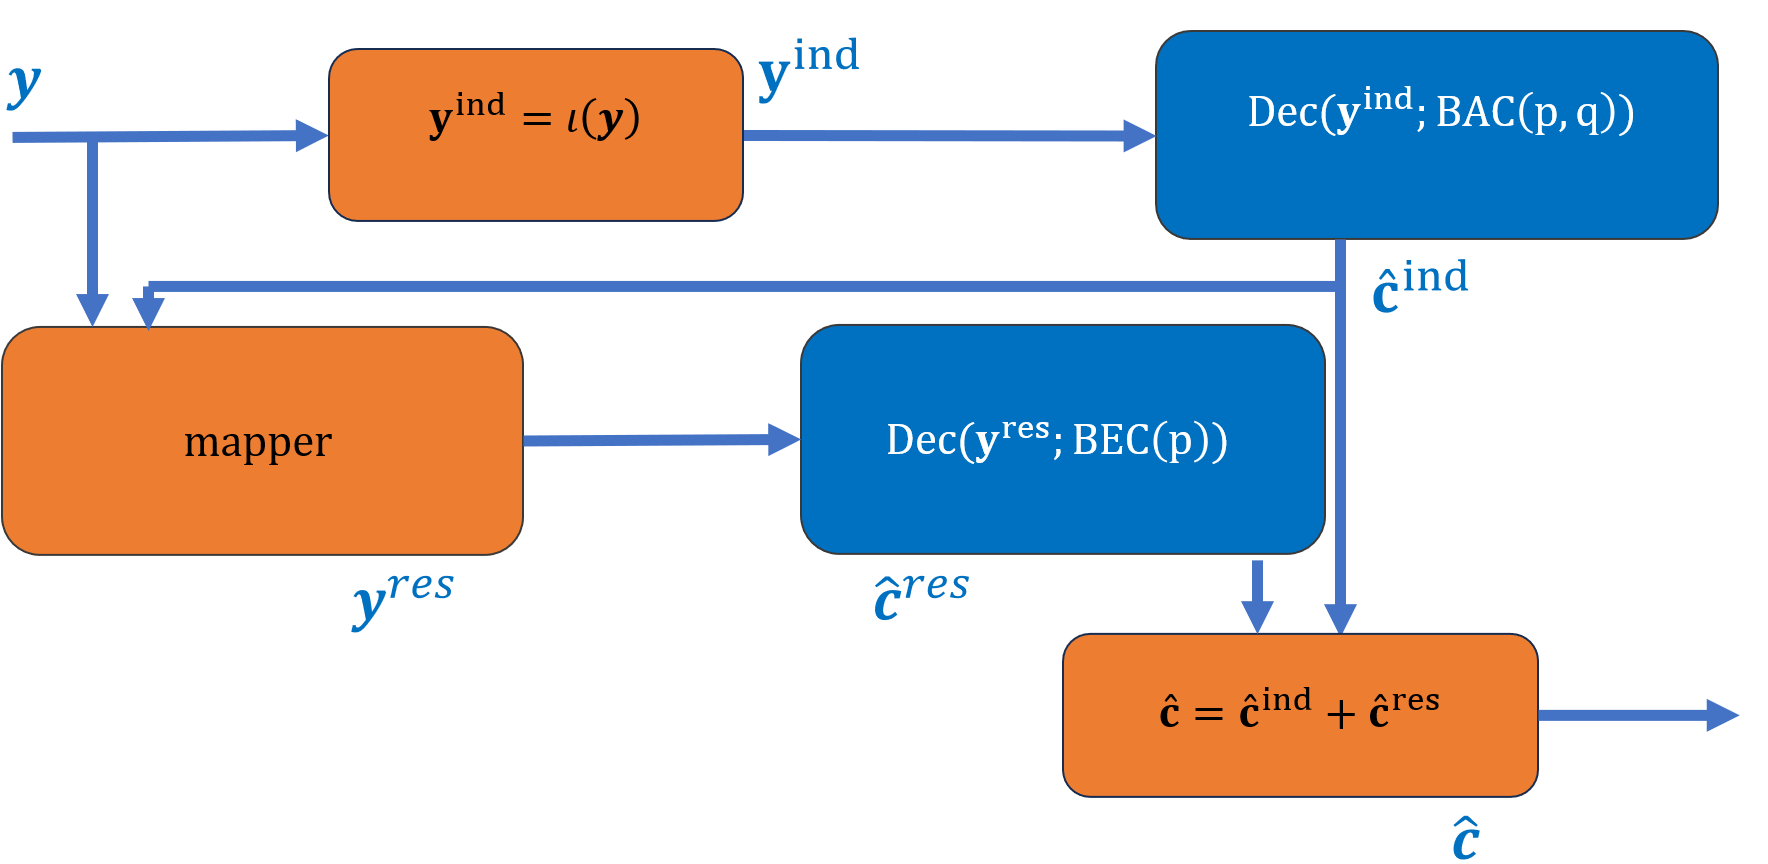 y
y^ind = ι(y)
y^ind
Dec(y^ind; BAC(p, q))
ĉ^ind
mapper
Dec(y^res; BEC(p))
y^res
ĉ^res
ĉ = ĉ^ind + ĉ^res
ĉ